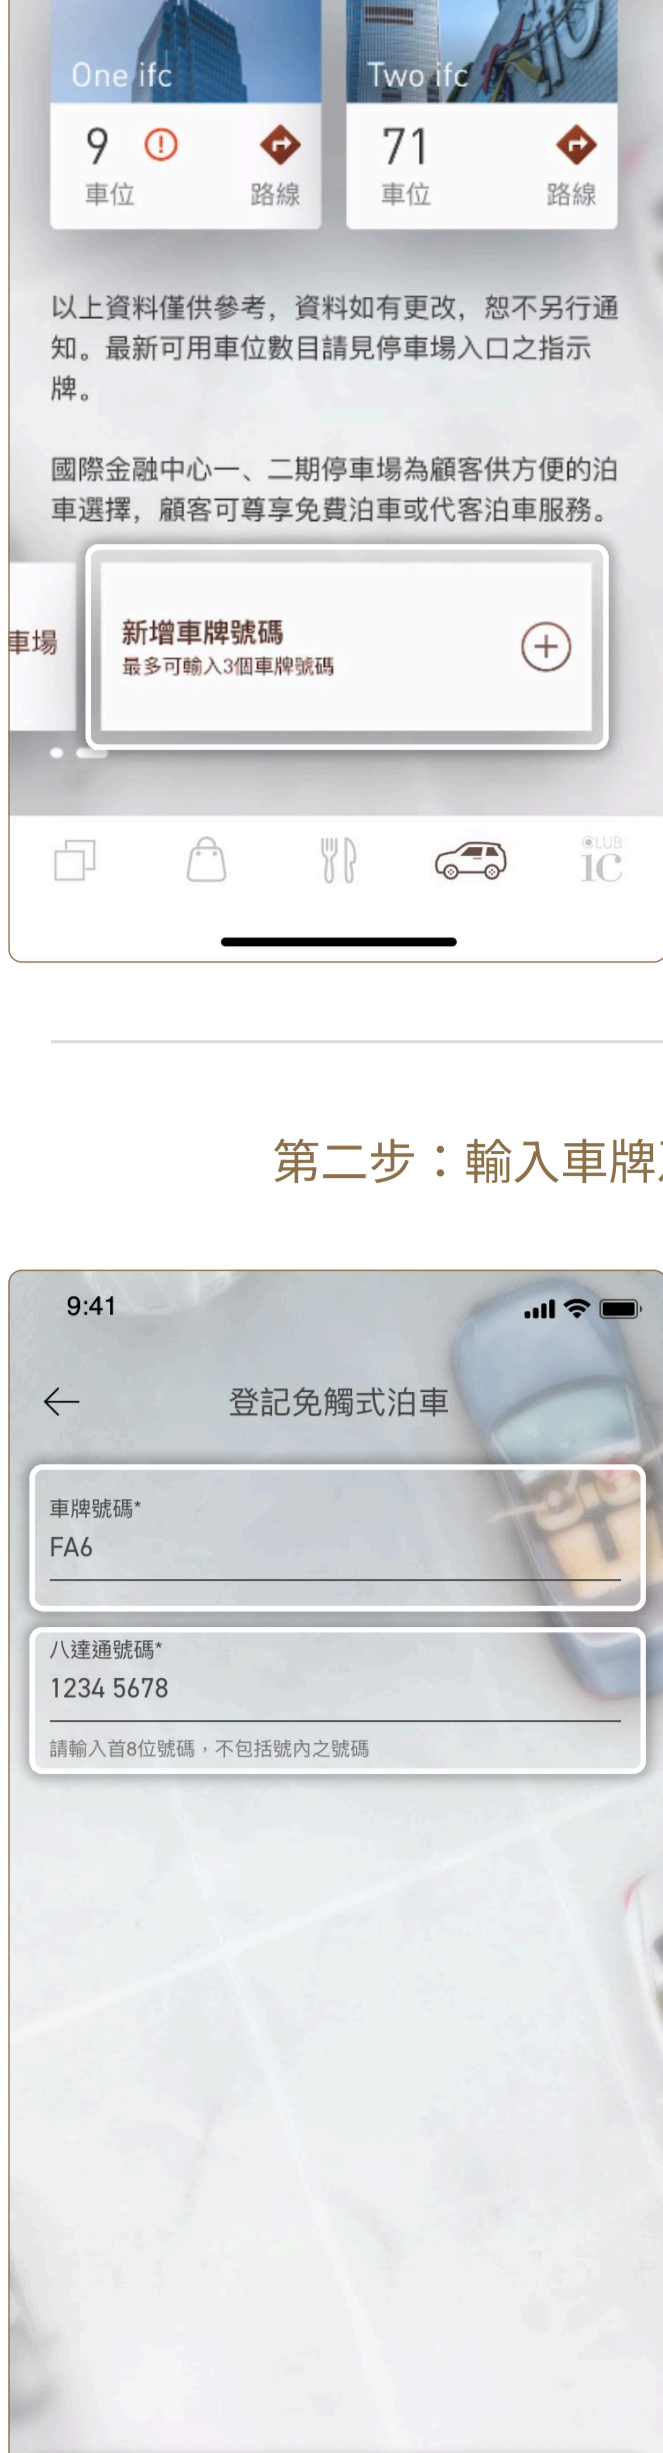 One ifc
Two ifc
9
71
車位
路線
車位
路線
以上資料僅供參考，資料如有更改，恕不另行通
知。最新可用車位數目請見停車場入口之指示
牌。
國際金融中心一、二期停車場為顧客供方便的泊
車選擇，顧客可尊享免費泊車或代客泊車服務。
車場
新增車牌號碼
最多可輸入3個車牌號碼
CLUB
ic
第二步：輸入車牌
9:41
登記免觸式泊車
車牌號碼*
FA6
八達通號碼*
1234 5678
請輸入首8位號碼，不包括號內之號碼